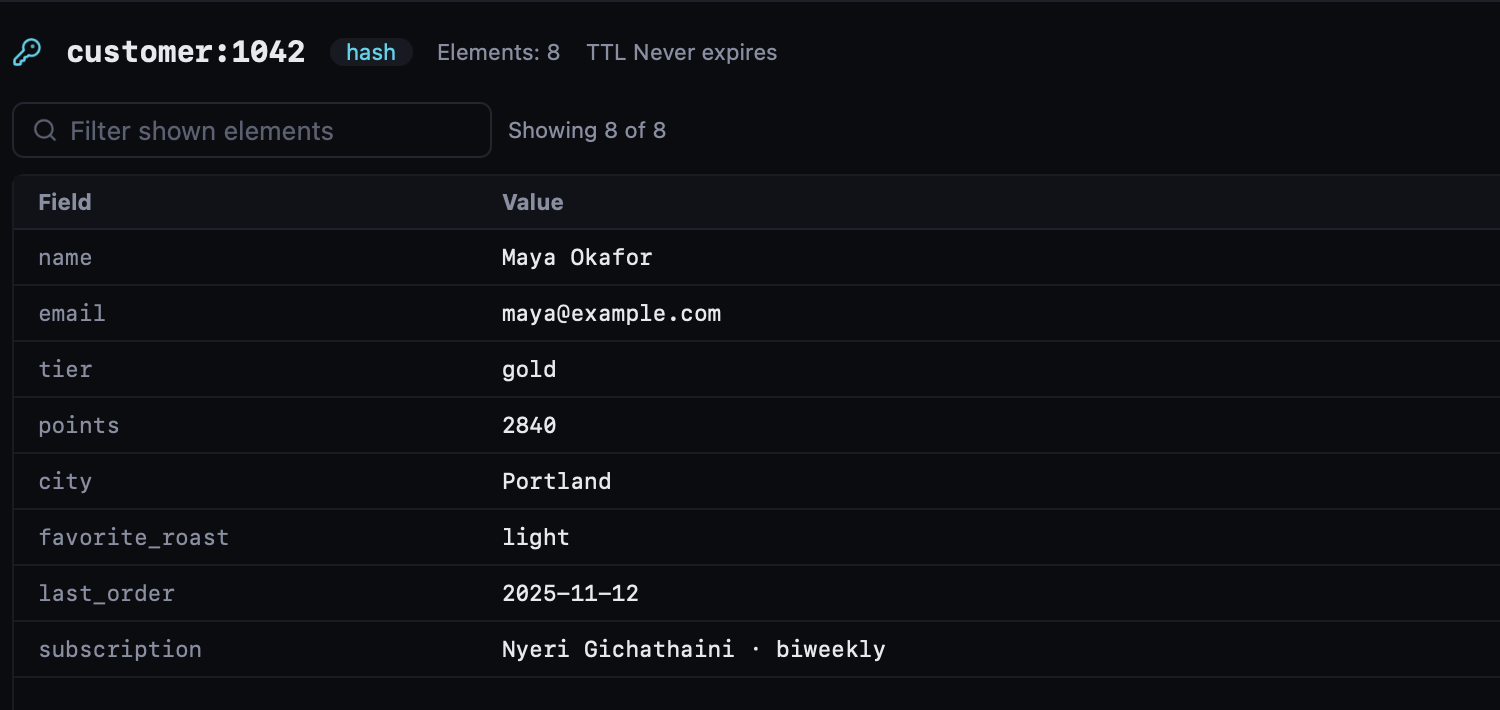 customer:1042 hash Elements: 8 TTL Never expires
Filter shown elements Showing 8 of 8
Field Value
name Maya Okafor
email maya@example.com
tier gold
points 2840
city Portland
favorite_roast light
last_order 2025-11-12
subscription Nyeri Gichathaini · biweekly